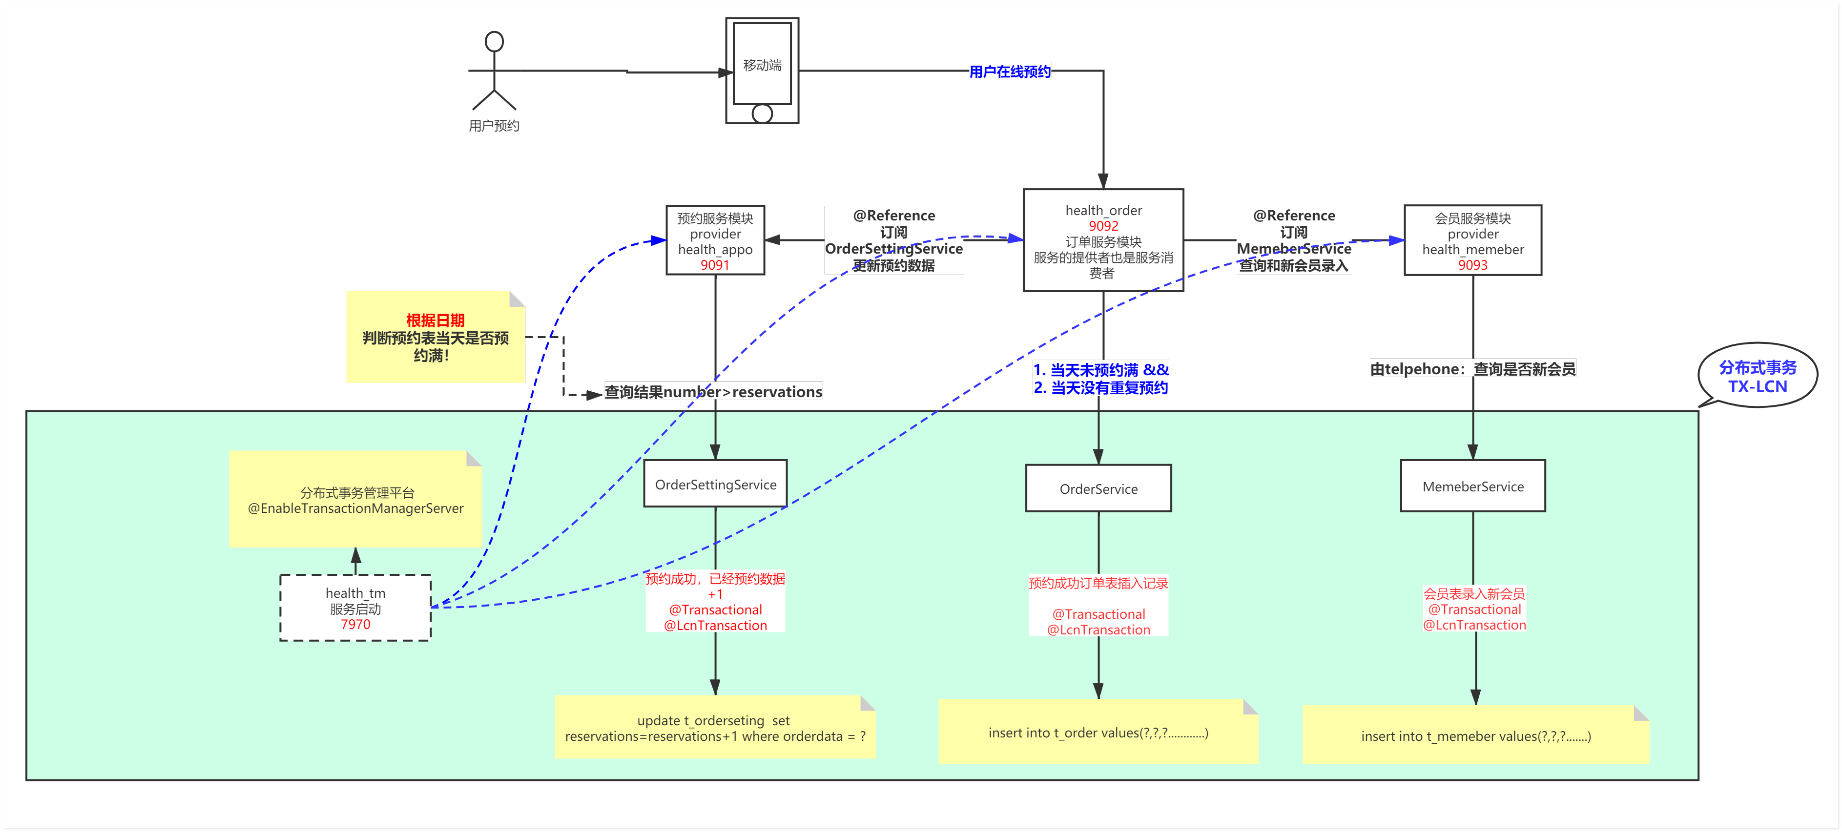 移动端
用户在线预约
用户预约
预约服务模块
provider
health_appo
9091
@Reference
订阅
OrderSettingService
更新预约数据
health_order
9092
订单服务模块
服务的提供者也是服务消
费者
@Reference
订阅
MemeberService
查询和新会员录入
会员服务模块
provider
health_memeber
9093
根据日期
判断预约表当天是否预
约满！
查询结果number>reservations
1. 当天未预约满 &&
2. 当天没有重复预约
由telpehone：查询是否新会员
分布式事务
TX-LCN
分布式事务管理平台
@EnableTransactionManagerServer
OrderSettingService
OrderService
MemeberService
health_tm
服务启动
7970
预约成功，已经预约数据
+1
@Transactional
@LcnTransaction
预约成功订单表插入记录
@Transactional
@LcnTransaction
会员表录入新会员
@Transactional
@LcnTransaction
update t_orderseting set
reservations=reservations+1 where orderdata = ?
insert into t_order values(?,?,?............)
insert into t_memeber values(?,?,?.......)